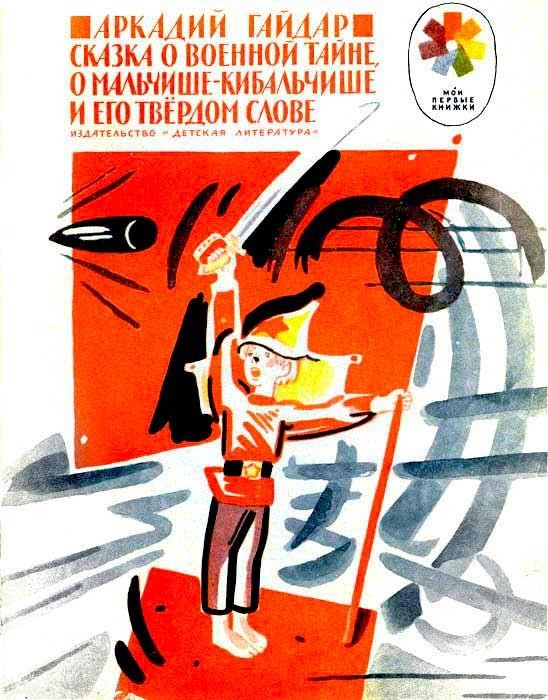 АРКАДИЙ ГАЙДАР
СКАЗКА О ВОЕННОЙ ТАЙНЕ,
О МАЛЬЧИШЕ-КИБАЛЬЧИШЕ
И ЕГО ТВЁРДОМ СЛОВЕ
ИЗДАТЕЛЬСТВО «ДЕТСКАЯ ЛИТЕРАТУРА»
МОИ
ПЕРВЫЕ
КНИЖКИ